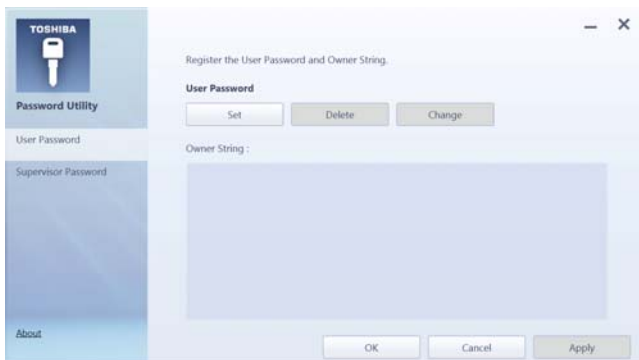 TOSHIBA
Password Utility
User Password
Supervisor Password
About
Register the User Password and Owner String.
User Password
Set Delete Change
Owner String :
OK Cancel Apply